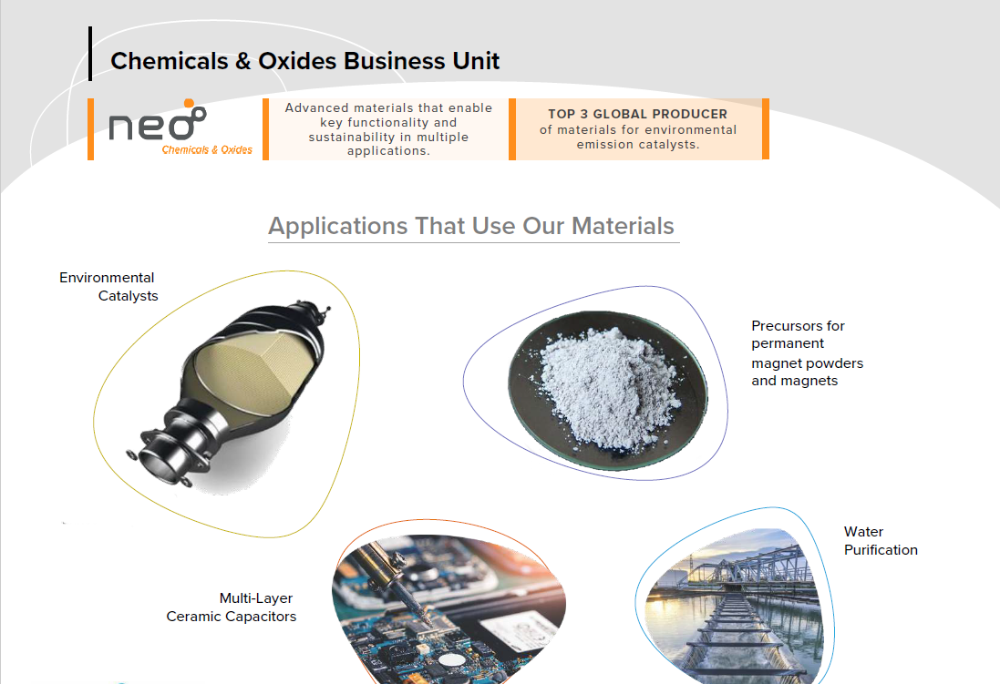 Chemicals & Oxides Business Unit
neo
Chemicals & Oxides
Advanced materials that enable
key functionality and
sustainability in multiple
applications.
TOP 3 GLOBAL PRODUCER
of materials for environmental
emission catalysts.
Applications That Use Our Materials
Environmental
Catalysts
Precursors for
permanent
magnet powders
and magnets
Multi-Layer
Ceramic Capacitors
Water
Purification